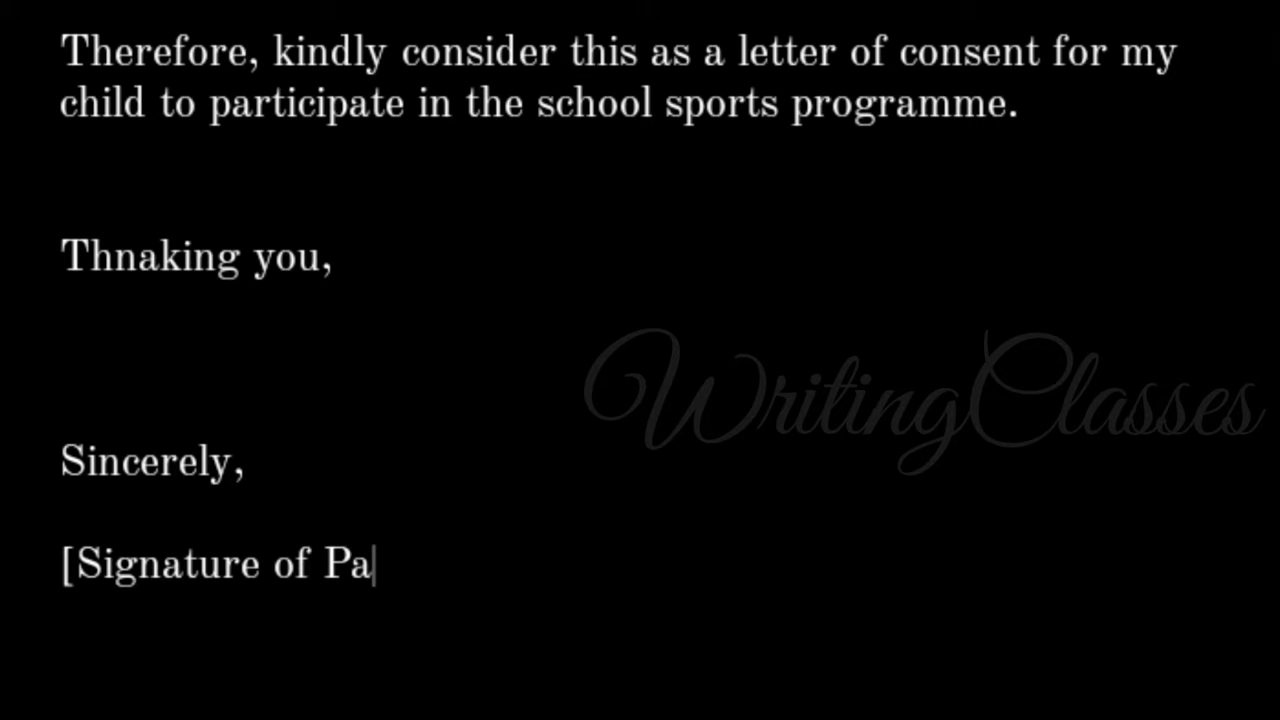 Therefore, kindly consider this as a letter of consent for my
child to participate in the school sports programme.
Thnaking you,
WritingClasses
Sincerely,
[Signature of Pa